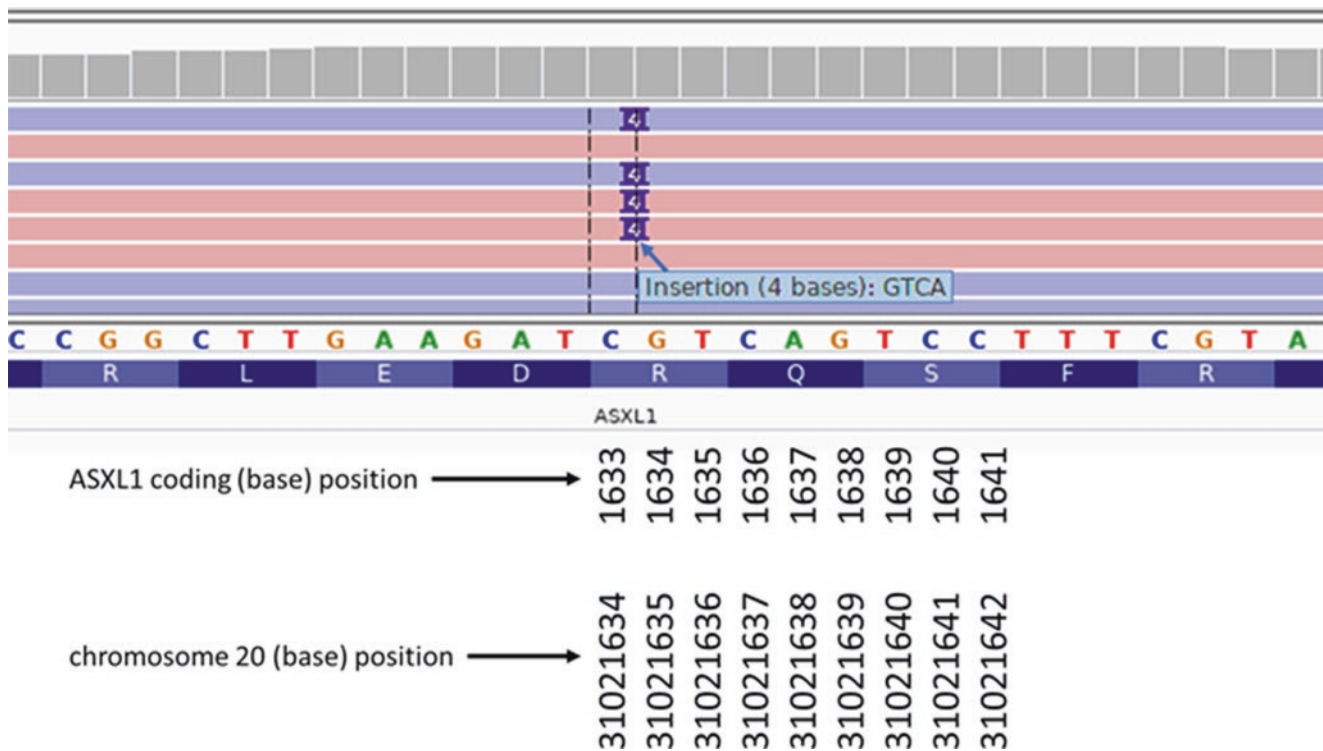 4
4
4
4
Insertion (4 bases): GTCA
C C G G C T T G A A G A T C G T C A G T C C T T T C G T A
R L E D R Q S F R
ASXL1
ASXL1 coding (base) position 1633 1634 1635 1636 1637 1638 1639 1640 1641
chromosome 20 (base) position 31021634 31021635 31021636 31021637 31021638 31021639 31021640 31021641 31021642